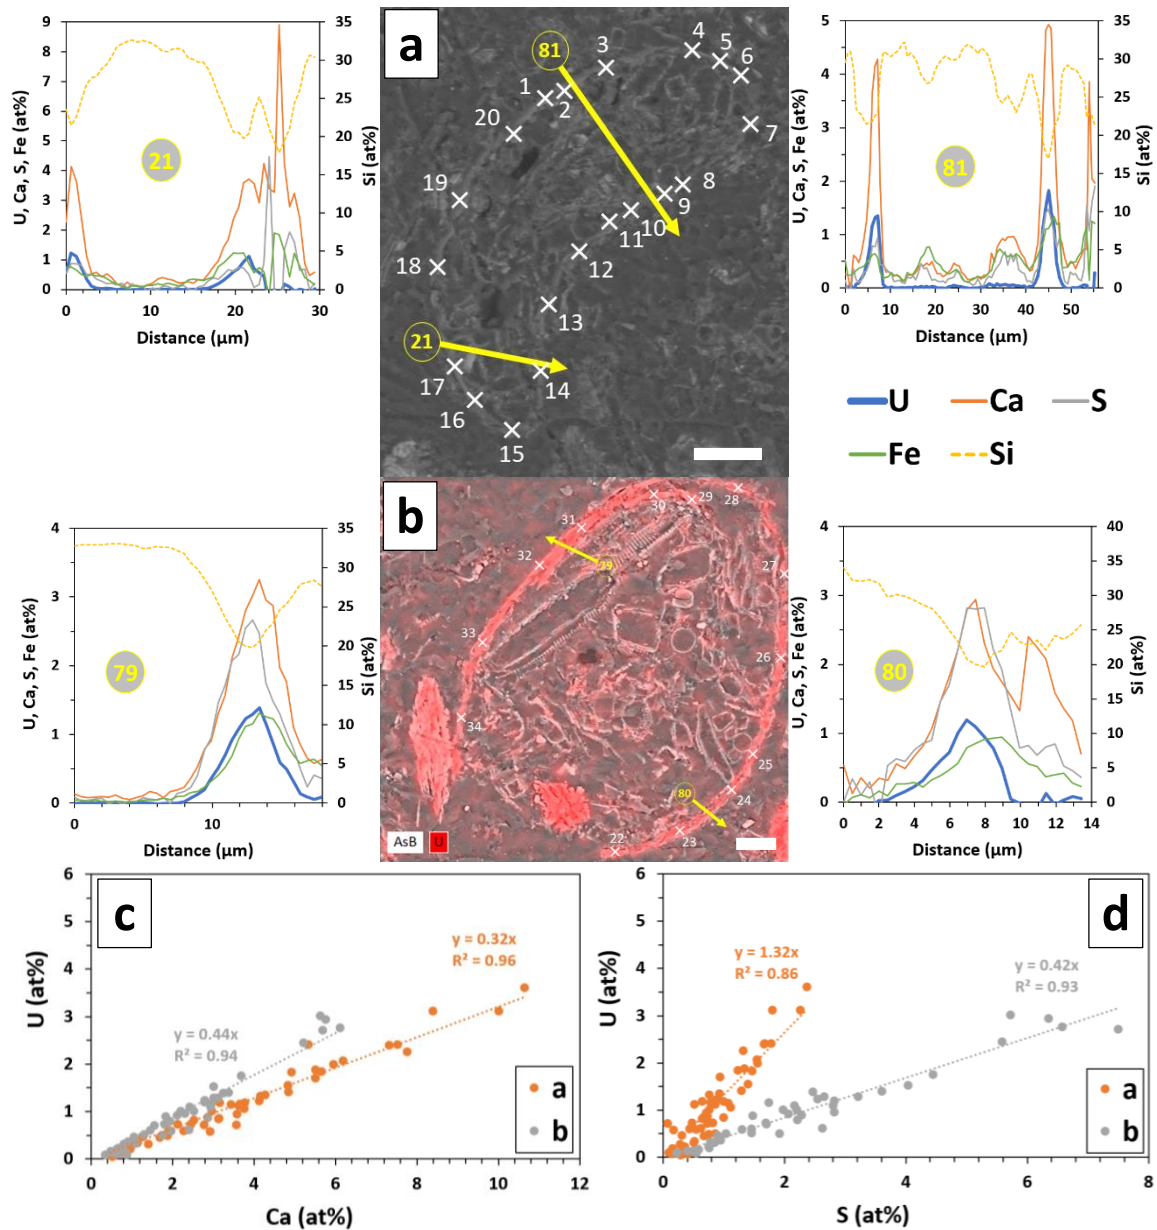 9
8
7
6
5
4
3
2
1
0
U, Ca, S, Fe (at%)
35
30
25
20
15
10
5
0
Si (at%)
21
0 10 20 30
Distance (µm)
a
81
3
4
5
6
1
2
20
7
19
8
9
10
11
18
12
13
21
17
14
16
15
5
4
3
2
1
0
U, Ca, S, Fe (at%)
35
30
25
20
15
10
5
0
Si (at%)
81
0 10 20 30 40 50
Distance (µm)
U Ca S
Fe Si
4
3
2
1
0
U, Ca, S, Fe (at%)
35
30
25
20
15
10
5
0
Si (at%)
79
10
Distance (µm)
b
28
29
30
31
32
79
27
33
26
34
25
24
80
23
22
AsB U
4
3
2
1
0
U, Ca, S, Fe (at%)
40
35
30
25
20
15
10
5
0
Si (at%)
80
0 2 4 6 8 10 12 14
Distance (µm)
c
6
5
4
3
2
1
0
U (at%)
y = 0.32x
R² = 0.96
y = 0.44x
R² = 0.94
a
b
0 2 4 6 8 10 12
Ca (at%)
d
6
5
4
3
2
1
0
U (at%)
y = 1.32x
R² = 0.86
y = 0.42x
R² = 0.93
a
b
0 2 4 6 8
S (at%)